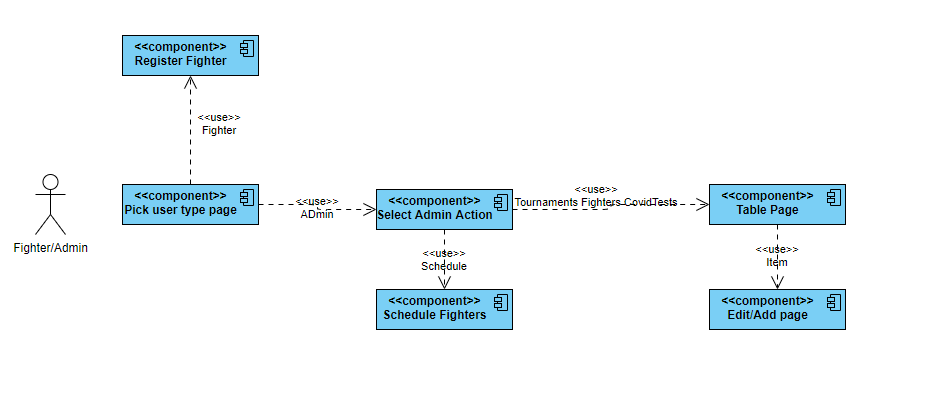 <<component>>
Register Fighter
<<use>>
Fighter
Fighter/Admin
<<component>>
Pick user type page
<<use>>
ADmin
<<component>>
Select Admin Action
<<use>>
Tournaments Fighters CovidTests
<<component>>
Table Page
<<use>>
Schedule
<<use>>
Item
<<component>>
Schedule Fighters
<<component>>
Edit/Add page